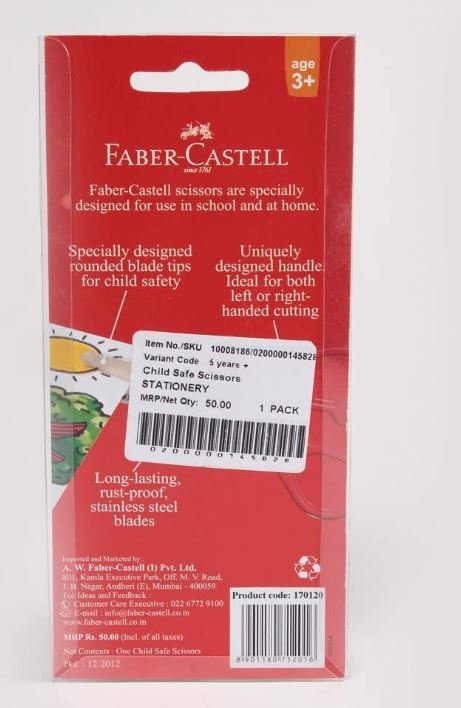 age
3+
FABER-CASTELL
since 1761
Faber-Castell scissors are specially
designed for use in school and at home.
Specially designed
rounded blade tips
for child safety
Uniquely
designed handle.
Ideal for both
left or right-
handed cutting
Item No./SKU 10008186/0200000145828
Variant Code 5 years +
Child Safe Scissors
STATIONERY
MRP/Net Qty: 50.00 1 PACK
0200000145828
Long-lasting,
rust-proof,
stainless steel
blades
Imported and Marketed by :
A. W. Faber-Castell (I) Pvt. Ltd.
801, Kamla Executive Park, Off. M. V. Road,
J. B. Nagar, Andheri (E), Mumbai - 400059
For Ideas and Feedback :
Customer Care Executive : 022 6772 9100
E-mail : info@faber-castell.co.in
www.faber-castell.co.in
MRP Rs. 50.00 (Incl. of all taxes)
Net Contents : One Child Safe Scissors
Pkd : 12/2012
Product code: 170120
8901180712016